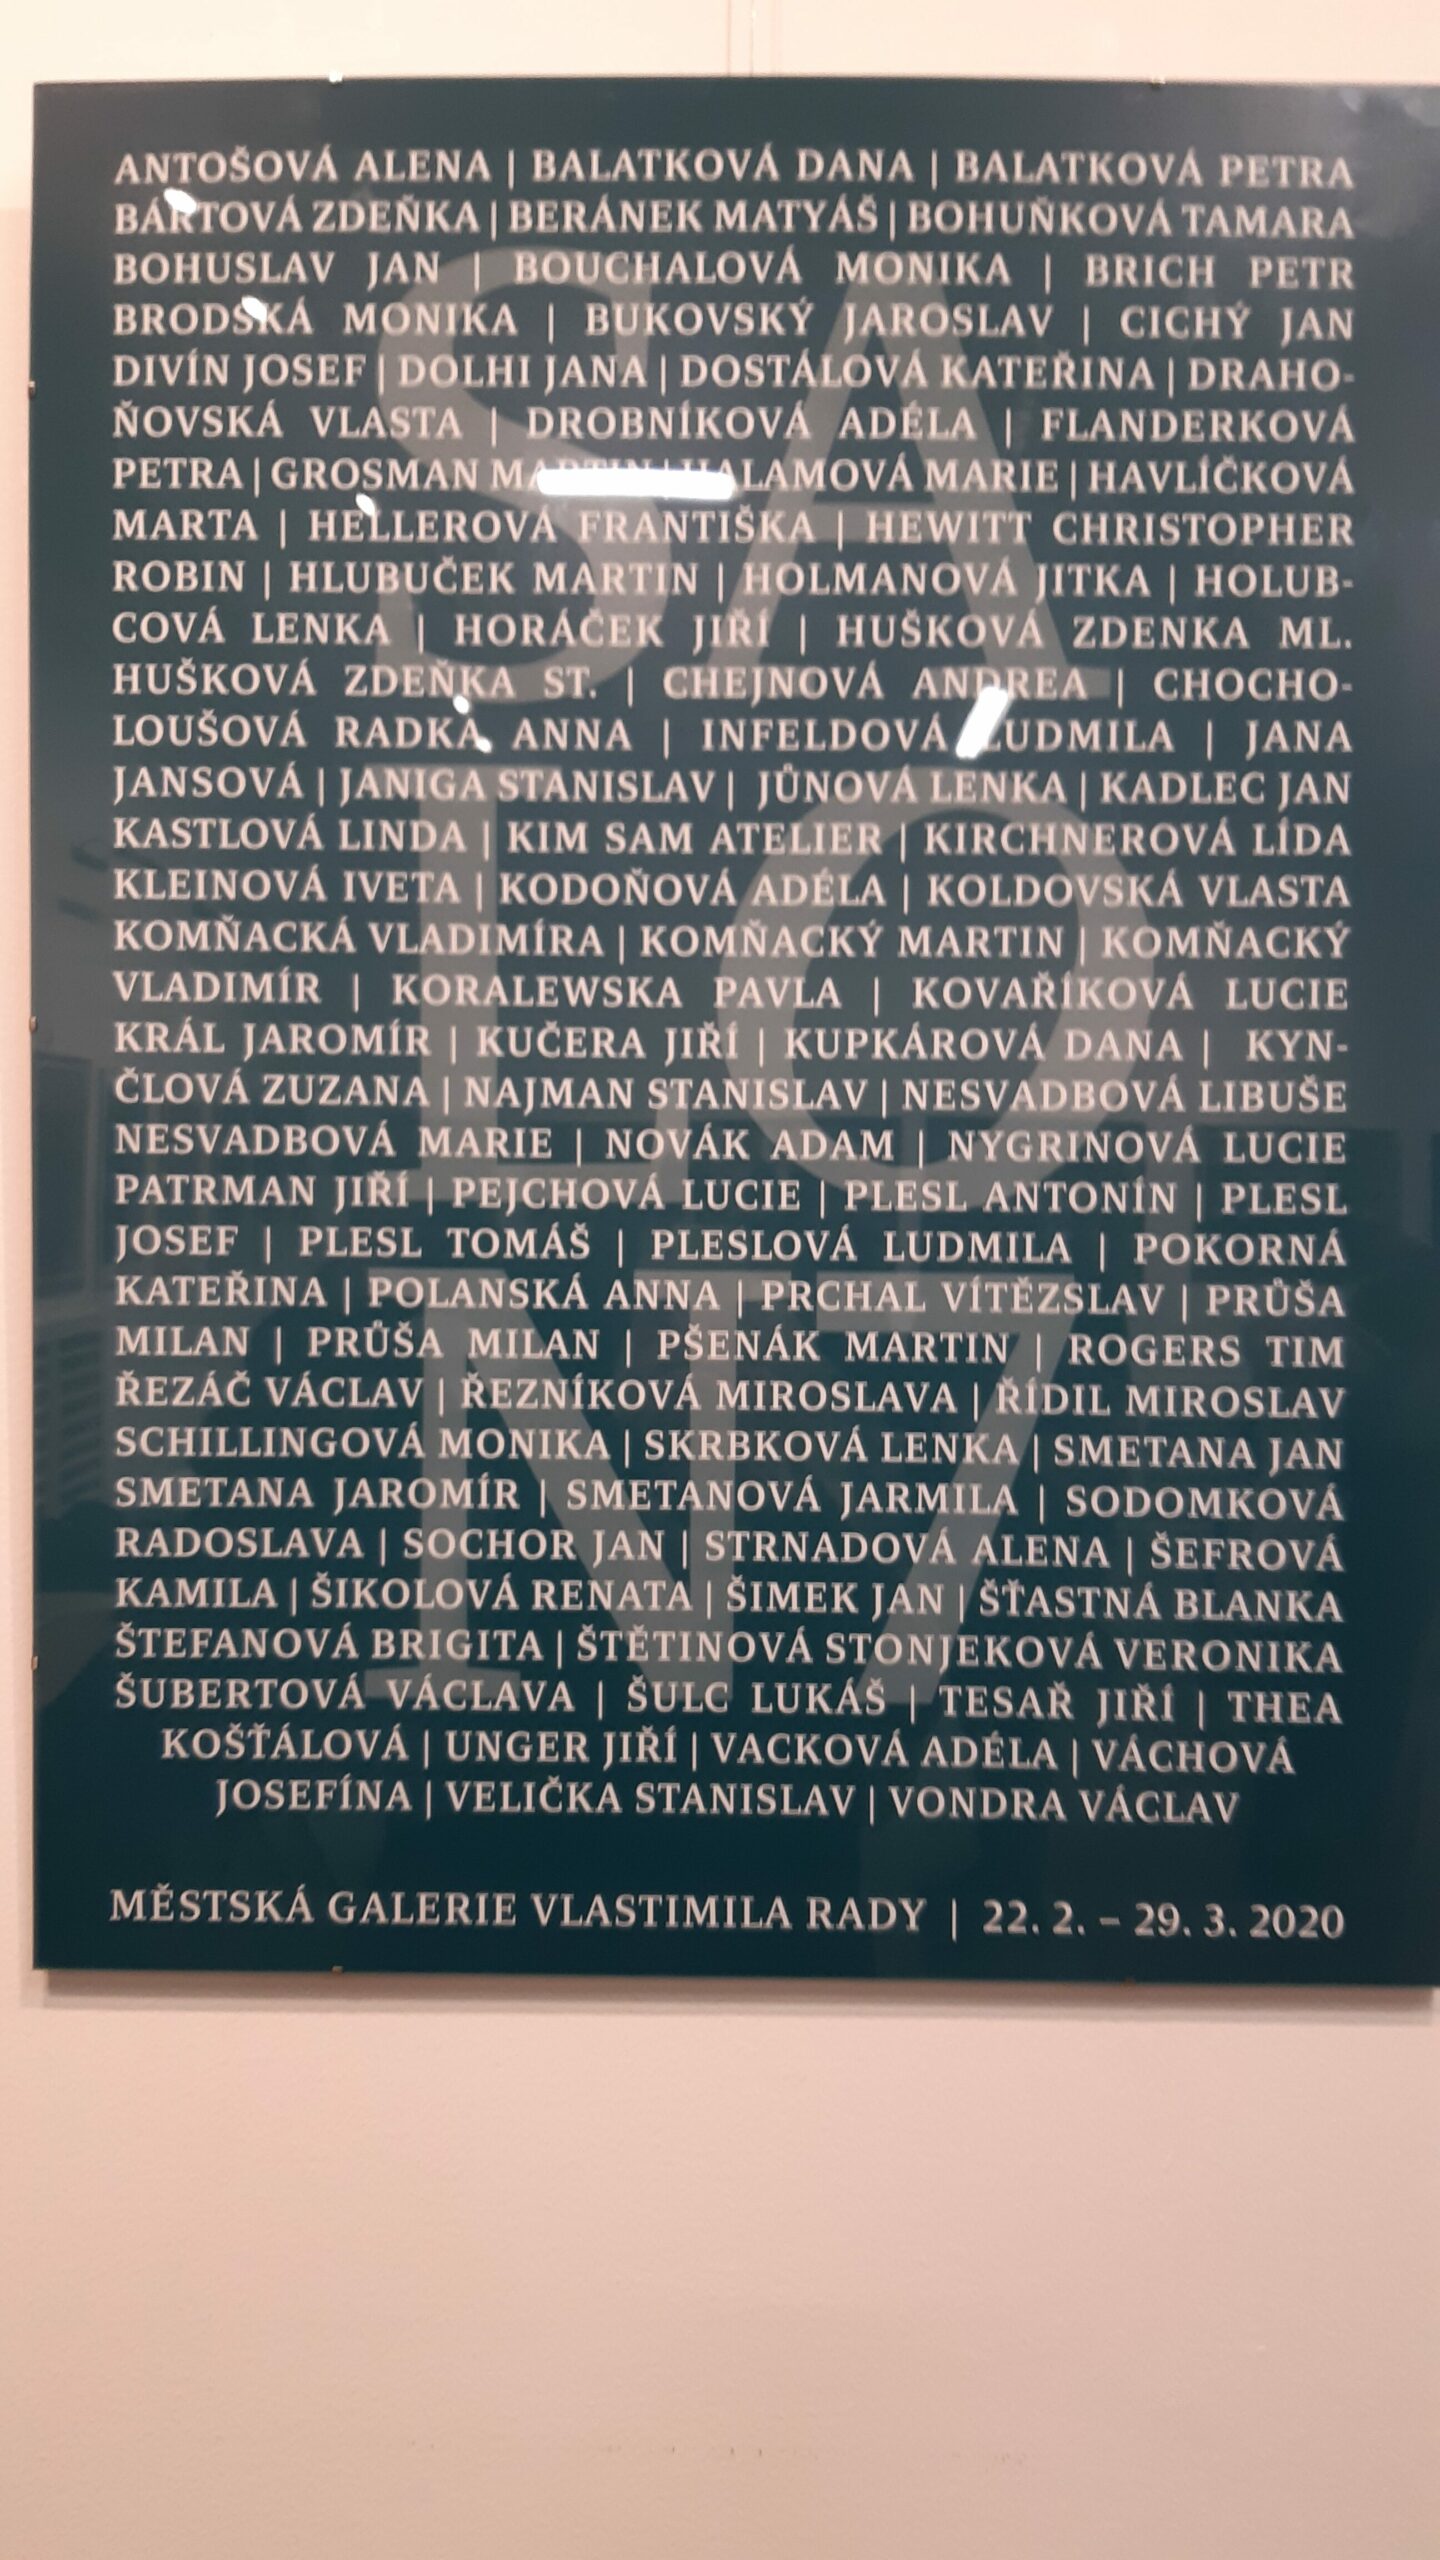 ANTOŠOVÁ ALENA | BALATKOVÁ DANA | BALATKOVÁ PETRA
BÁRTOVÁ ZDEŇKA | BERÁNEK MATYÁŠ | BOHUŇKOVÁ TAMARA
BOHUSLAV JAN | BOUCHALOVÁ MONIKA | BRICH PETR
BRODSKÁ MONIKA | BUKOVSKÝ JAROSLAV | CICHÝ JAN
DIVÍN JOSEF | DOLHI JANA | DOSTÁLOVÁ KATEŘINA | DRAHO-
ŇOVSKÁ VLASTA | DROBNÍKOVÁ ADÉLA | FLANDERKOVÁ
PETRA | GROSMAN MARTIN | HALAMOVÁ MARIE | HAVLÍČKOVÁ
MARTA | HELLEROVÁ FRANTIŠKA | HEWITT CHRISTOPHER
ROBIN | HLUBUČEK MARTIN | HOLMANOVÁ JITKA | HOLUB-
COVÁ LENKA | HORÁČEK JIŘÍ | HUŠKOVÁ ZDENKA ML.
HUŠKOVÁ ZDEŇKA ST. | CHEJNOVÁ ANDREA | CHOCHO-
LOUŠOVÁ RADKA ANNA | INFELDOVÁ LUDMILA | JANA
JANSOVÁ | JANIGA STANISLAV | JŮNOVÁ LENKA | KADLEC JAN
KASTLOVÁ LINDA | KIM SAM ATELIER | KIRCHNEROVÁ LÍDA
KLEINOVÁ IVETA | KODOŇOVÁ ADÉLA | KOLDOVSKÁ VLASTA
KOMŇACKÁ VLADIMÍRA | KOMŇACKÝ MARTIN | KOMŇACKÝ
VLADIMÍR | KORALEWSKA PAVLA | KOVAŘÍKOVÁ LUCIE
KRÁL JAROMÍR | KUČERA JIŘÍ | KUPKÁROVÁ DANA | KYN-
ČLOVÁ ZUZANA | NAJMAN STANISLAV | NESVADBOVÁ LIBUŠE
NESVADBOVÁ MARIE | NOVÁK ADAM | NYGRINOVÁ LUCIE
PATRMAN JIŘÍ | PEJCHOVÁ LUCIE | PLESL ANTONÍN | PLESL
JOSEF | PLESL TOMÁŠ | PLESLOVÁ LUDMILA | POKORNÁ
KATEŘINA | POLANSKÁ ANNA | PRCHAL VÍTĚZSLAV | PRŮŠA
MILAN | PRŮŠA MILAN | PŠENÁK MARTIN | ROGERS TIM
ŘEZÁČ VÁCLAV | ŘEZNÍKOVÁ MIROSLAVA | ŘÍDIL MIROSLAV
SCHILLINGOVÁ MONIKA | SKRBKOVÁ LENKA | SMETANA JAN
SMETANA JAROMÍR | SMETANOVÁ JARMILA | SODOMKOVÁ
RADOSLAVA | SOCHOR JAN | STRNADOVÁ ALENA | ŠEFROVÁ
KAMILA | ŠIKOLOVÁ RENATA | ŠIMEK JAN | ŠŤASTNÁ BLANKA
ŠTEFANOVÁ BRIGITA | ŠTĚTINOVÁ STONJEKOVÁ VERONIKA
ŠUBERTOVÁ VÁCLAVA | ŠULC LUKÁŠ | TESAŘ JIŘÍ | THEA
KOŠŤÁLOVÁ | UNGER JIŘÍ | VACKOVÁ ADÉLA | VÁCHOVÁ
JOSEFÍNA | VELIČKA STANISLAV | VONDRA VÁCLAV
MĚSTSKÁ GALERIE VLASTIMILA RADY | 22. 2. – 29. 3. 2020
SA
LO
N7